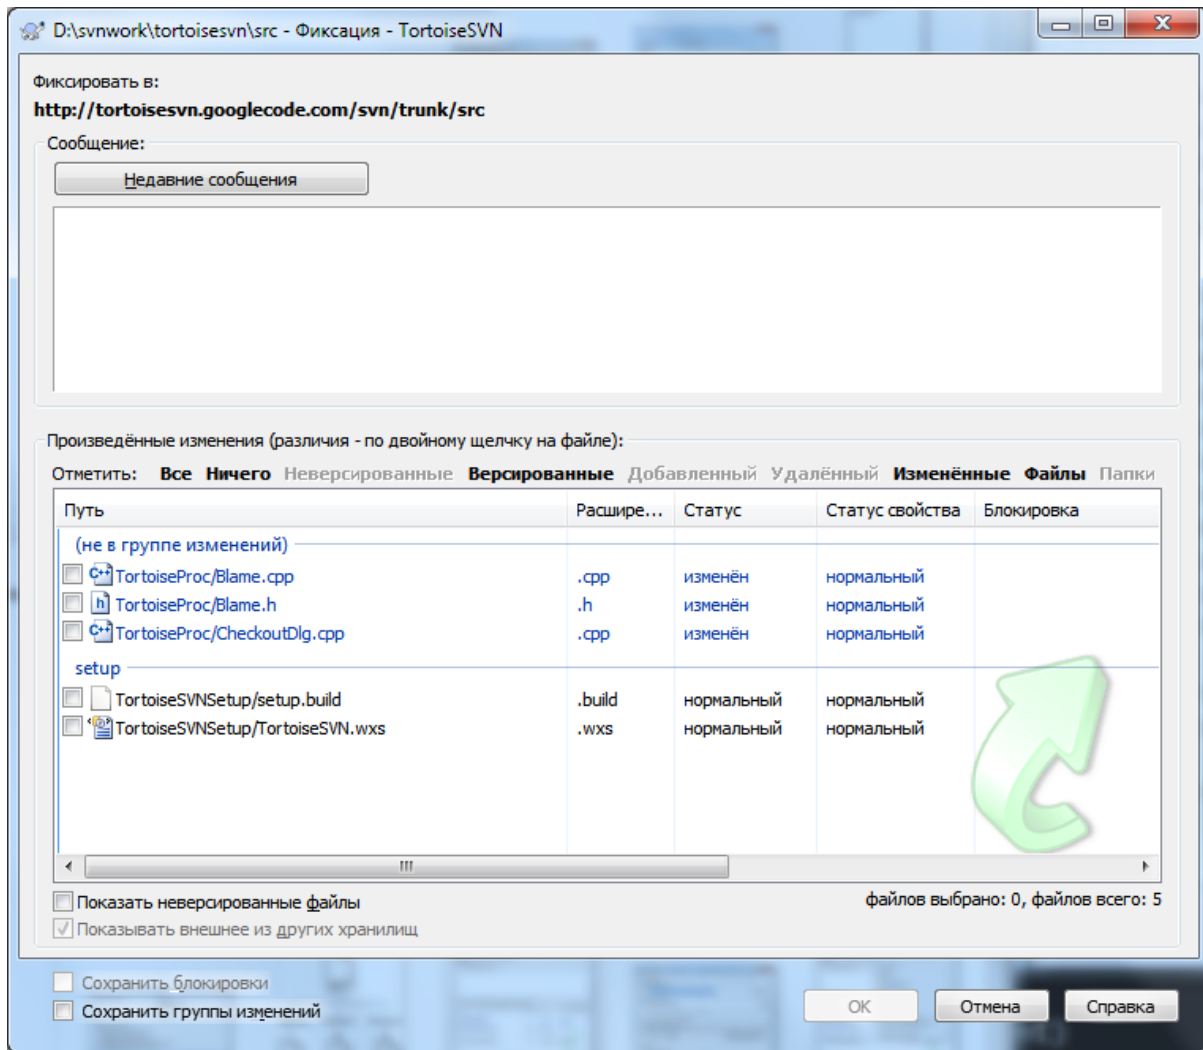 D:\svnwork\tortoisesvn\src - Фиксация - TortoiseSVN
Фиксировать в:
http://tortoisesvn.googlecode.com/svn/trunk/src
Сообщение:
Недавние сообщения
Произведённые изменения (различия - по двойному щелчку на файле):
Отметить: Все Ничего Неверсированные Версированные Добавленный Удалённый Изменённые Файлы Папки
Путь Расшире... Статус Статус свойства Блокировка
(не в группе изменений)
TortoiseProc/Blame.cpp .cpp изменён нормальный
TortoiseProc/Blame.h .h изменён нормальный
TortoiseProc/CheckoutDlg.cpp .cpp изменён нормальный
setup
TortoiseSVNSetup/setup.build .build нормальный нормальный
TortoiseSVNSetup/TortoiseSVN.wxs .wxs нормальный нормальный
Показать неверсированные файлы файлов выбрано: 0, файлов всего: 5
Показывать внешнее из других хранилищ
Сохранить блокировки
Сохранить группы изменений OK Отмена Справка